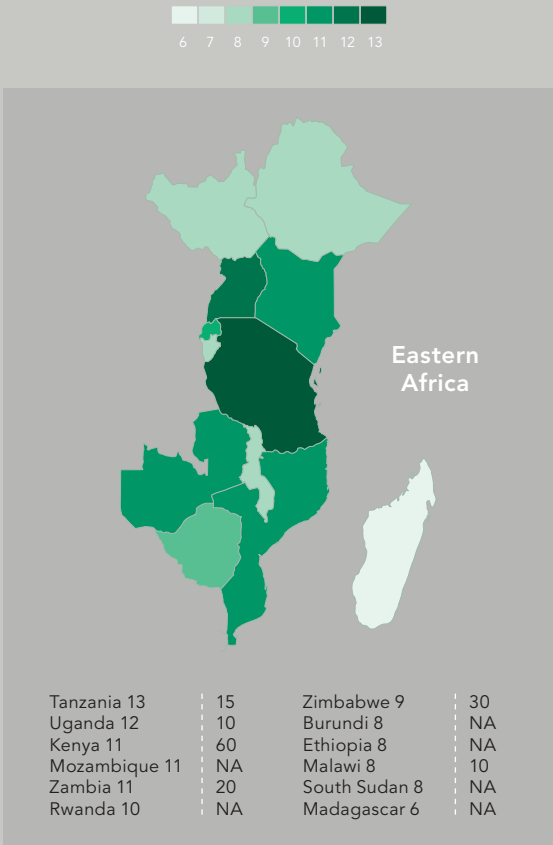 6 7 8 9 10 11 12 13
Eastern
Africa
Tanzania 13 15 Zimbabwe 9 30
Uganda 12 10 Burundi 8 NA
Kenya 11 60 Ethiopia 8 NA
Mozambique 11 NA Malawi 8 10
Zambia 11 20 South Sudan 8 NA
Rwanda 10 NA Madagascar 6 NA